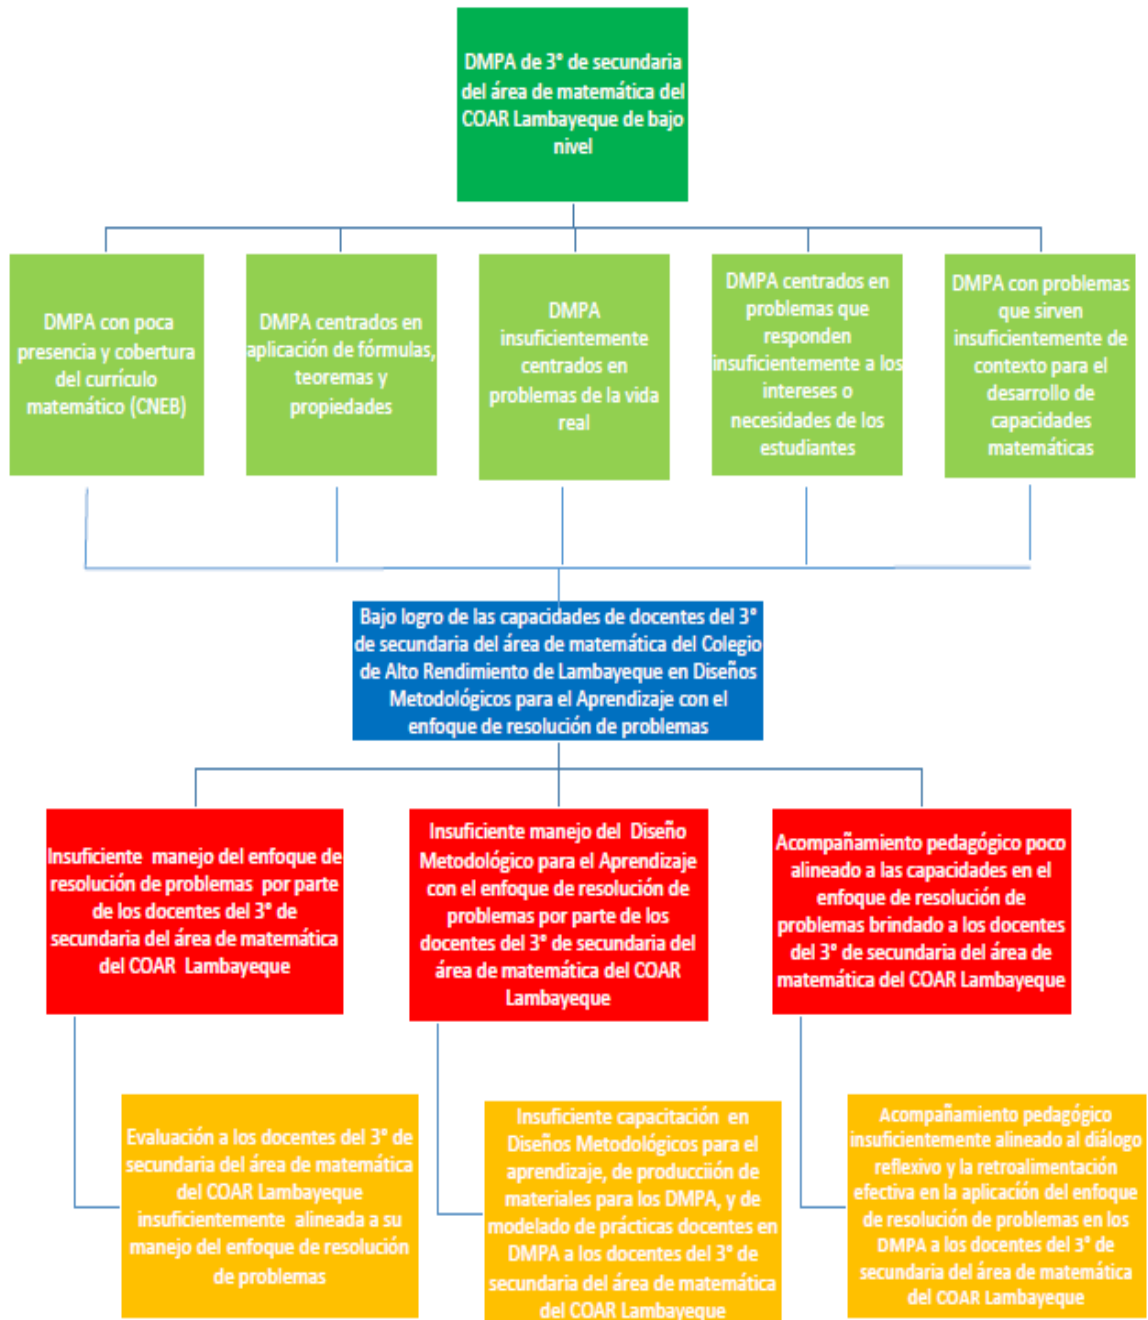 DMPA de 3° de secundaria
del área de matemática del
COAR Lambayeque de bajo
nivel
DMPA con poca
presencia y cobertura
del currículo
matemático (CNEB)
DMPA centrados en
aplicación de fórmulas,
teoremas y
propiedades
DMPA
insuficientemente
centrados en
problemas de la vida
real
DMPA centrados en
problemas que
responden
insuficientemente a los
intereses o
necesidades de los
estudiantes
DMPA con problemas
que sirven
insuficientemente de
contexto para el
desarrollo de
capacidades
matemáticas
Bajo logro de las capacidades de docentes del 3°
de secundaria del área de matemática del Colegio
de Alto Rendimiento de Lambayeque en Diseños
Metodológicos para el Aprendizaje con el
enfoque de resolución de problemas
Insuficiente manejo del enfoque de
resolución de problemas por parte
de los docentes del 3° de
secundaria del área de matemática
del COAR Lambayeque
Insuficiente manejo del Diseño
Metodológico para el Aprendizaje
con el enfoque de resolución de
problemas por parte de los
docentes del 3° de secundaria del
área de matemática del COAR
Lambayeque
Acompañamiento pedagógico poco
alineado a las capacidades en el
enfoque de resolución de
problemas brindado a los docentes
del 3° de secundaria del área de
matemática del COAR Lambayeque
Evaluación a los docentes del 3° de
secundaria del área de matemática
del COAR Lambayeque
insuficientemente alineada a su
manejo del enfoque de resolución
de problemas
Insuficiente capacitación en
Diseños Metodológicos para el
aprendizaje, de producciión de
materiales para los DMPA, y de
modelado de prácticas docentes en
DMPA a los docentes del 3° de
secundaria del área de matemática
del COAR Lambayeque
Acompañamiento pedagógico
insuficientemente alineado al diálogo
reflexivo y la retroalimentación
efectiva en la aplicación del enfoque
de resolución de problemas en los
DMPA a los docentes del 3° de
secundaria del área de matemática
del COAR Lambayeque